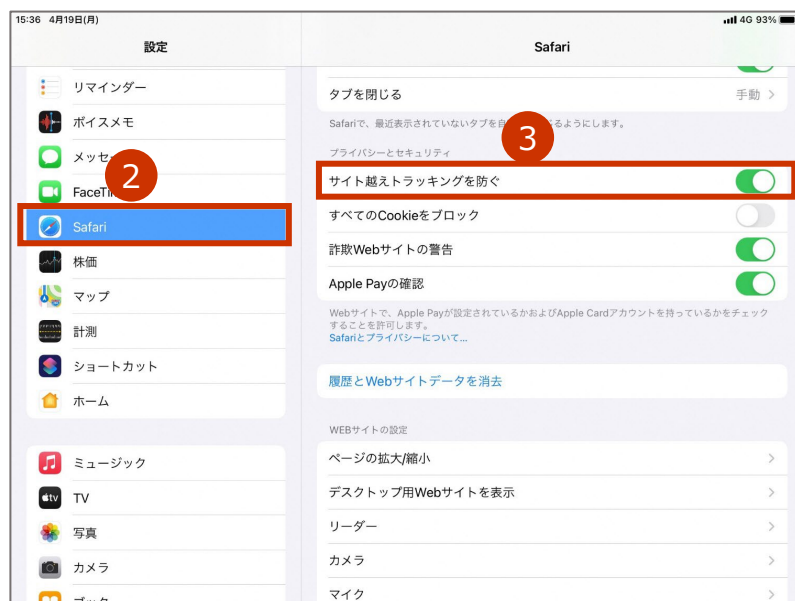 15:36 4月19日(月)
4G 93%
設定
リマインダー
ボイスメモ
メッセ
2
FaceTi
Safari
株価
マップ
計測
ショートカット
ホーム
ミュージック
tv TV
写真
カメラ
ブック
Safari
タブを閉じる
手動
Safariで、最近表示されていないタブを自 るようにします。
3
プライバシーとセキュリティ
サイト越えトラッキングを防ぐ
すべてのCookieをブロック
詐欺Webサイトの警告
Apple Payの確認
Webサイトで、Apple Payが設定されているかおよびApple Cardアカウントを持っているかをチェック
することを許可します。
Safariとプライバシーについて...
履歴とWebサイトデータを消去
WEBサイトの設定
ページの拡大/縮小
デスクトップ用Webサイトを表示
リーダー
カメラ
マイク